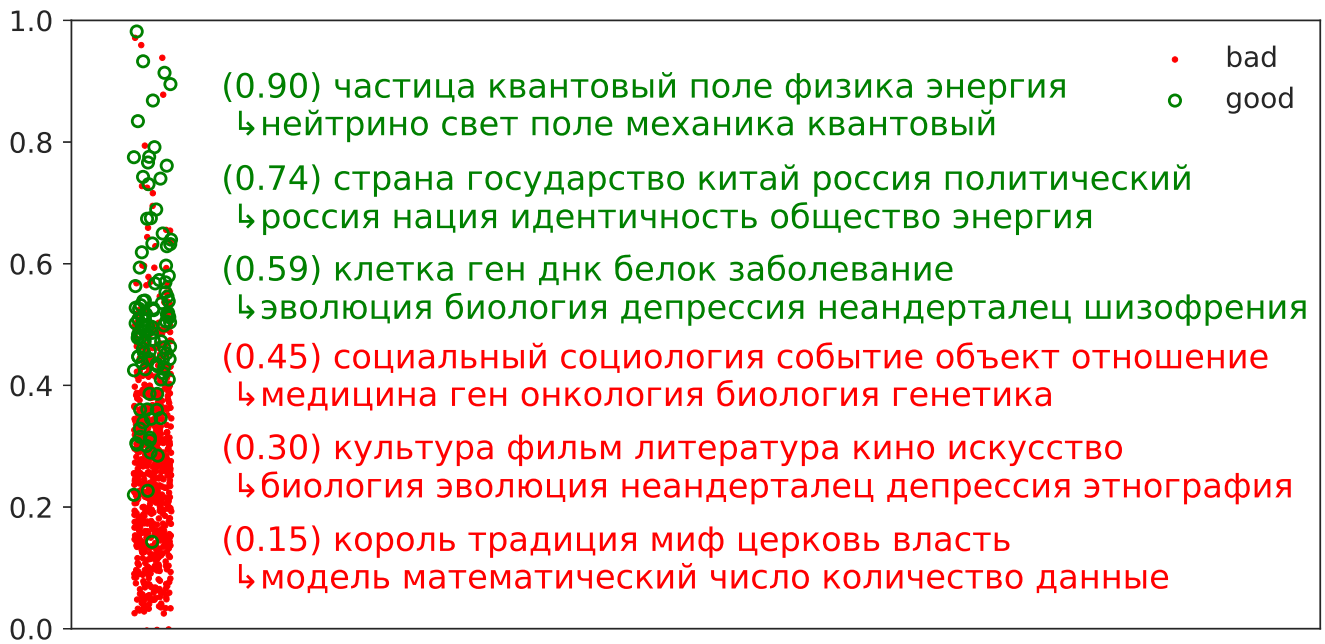 1.0
0.8
0.6
0.4
0.2
0.0
bad
good
(0.90) частица квантовый поле физика энергия
↳нейтрино свет поле механика квантовый
(0.74) страна государство китай россия политический
↳россия нация идентичность общество энергия
(0.59) клетка ген днк белок заболевание
↳эволюция биология депрессия неандерталец шизофрения
(0.45) социальный социология событие объект отношение
↳медицина ген онкология биология генетика
(0.30) культура фильм литература кино искусство
↳биология эволюция неандерталец депрессия этнография
(0.15) король традиция миф церковь власть
↳модель математический число количество данные